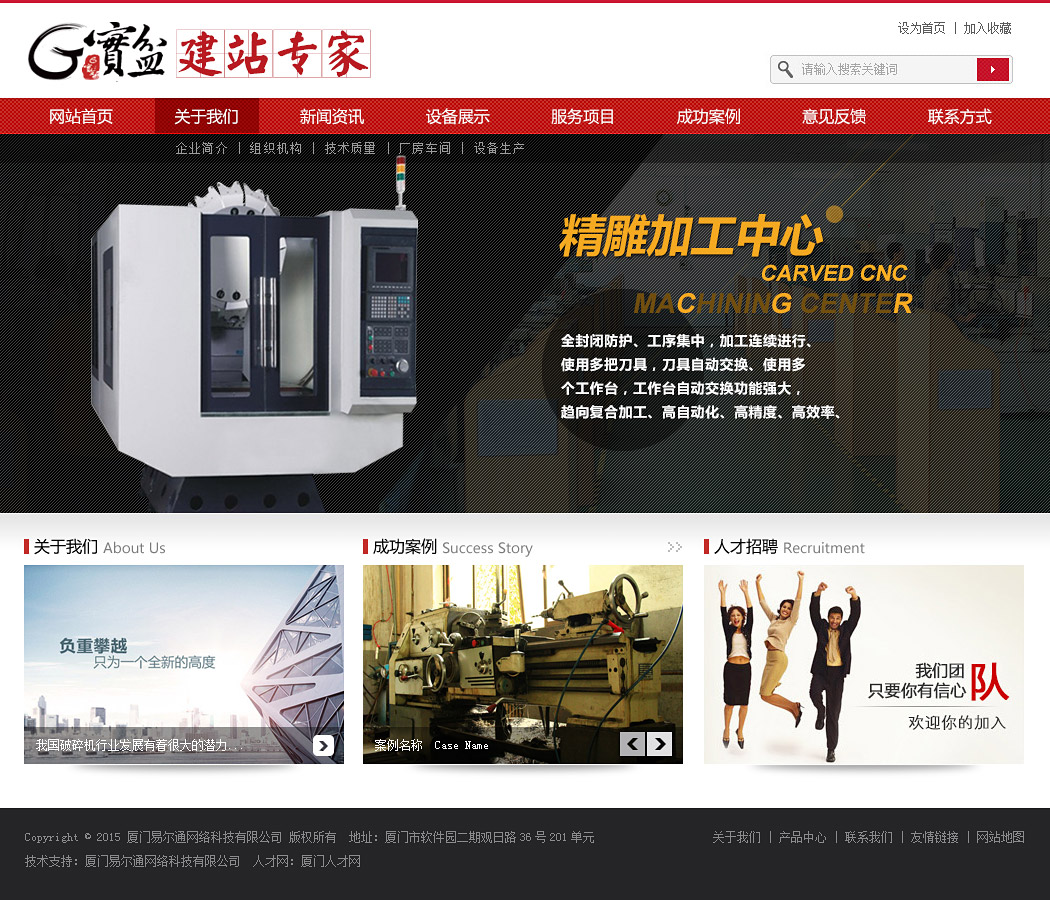 G寶盆 建站专家
设为首页 | 加入收藏
请输入搜索关键词
网站首页 关于我们 新闻资讯 设备展示 服务项目 成功案例 意见反馈 联系方式
企业简介 | 组织机构 | 技术质量 | 厂房车间 | 设备生产
精雕加工中心
CARVED CNC
MACHINING CENTER
全封闭防护、工序集中，加工连续进行、
使用多把刀具，刀具自动交换、使用多
个工作台，工作台自动交换功能强大，
趋向复合加工、高自动化、高精度、高效率、
关于我们 About Us
成功案例 Success Story
人才招聘 Recruitment
负重攀越
只为一个全新的高度
我国破碎机行业发展有着很大的潜力...
案例名称 Case Name
我们团队
只要你有信心
欢迎你的加入
Copyright © 2015 厦门易尔通网络科技有限公司 版权所有 地址：厦门市软件园二期观日路 36 号 201 单元
关于我们 | 产品中心 | 联系我们 | 友情链接 | 网站地图
技术支持：厦门易尔通网络科技有限公司 人才网：厦门人才网